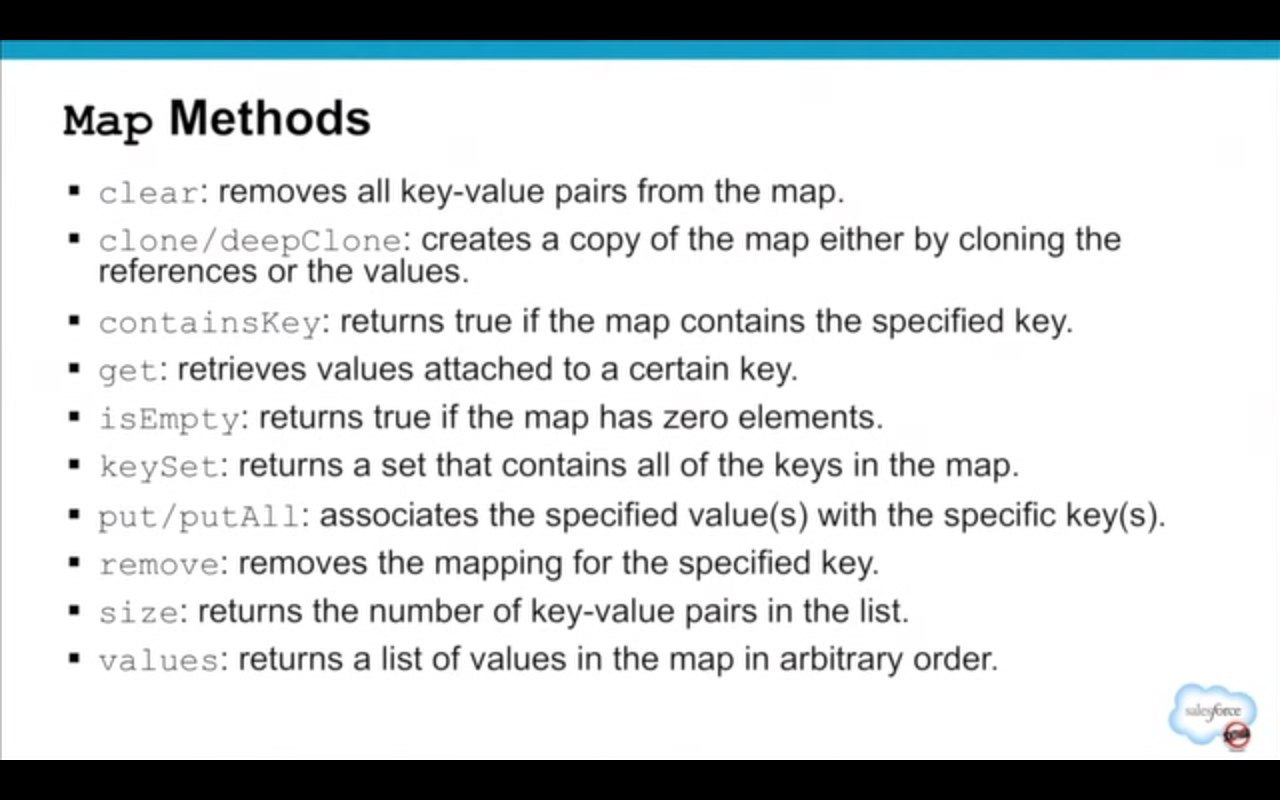 Map Methods
clear: removes all key-value pairs from the map.
clone/deepClone: creates a copy of the map either by cloning the
references or the values.
containsKey: returns true if the map contains the specified key.
get: retrieves values attached to a certain key.
isEmpty: returns true if the map has zero elements.
keySet: returns a set that contains all of the keys in the map.
put/putAll: associates the specified value(s) with the specific key(s).
remove: removes the mapping for the specified key.
size: returns the number of key-value pairs in the list.
values: returns a list of values in the map in arbitrary order.
salesforce